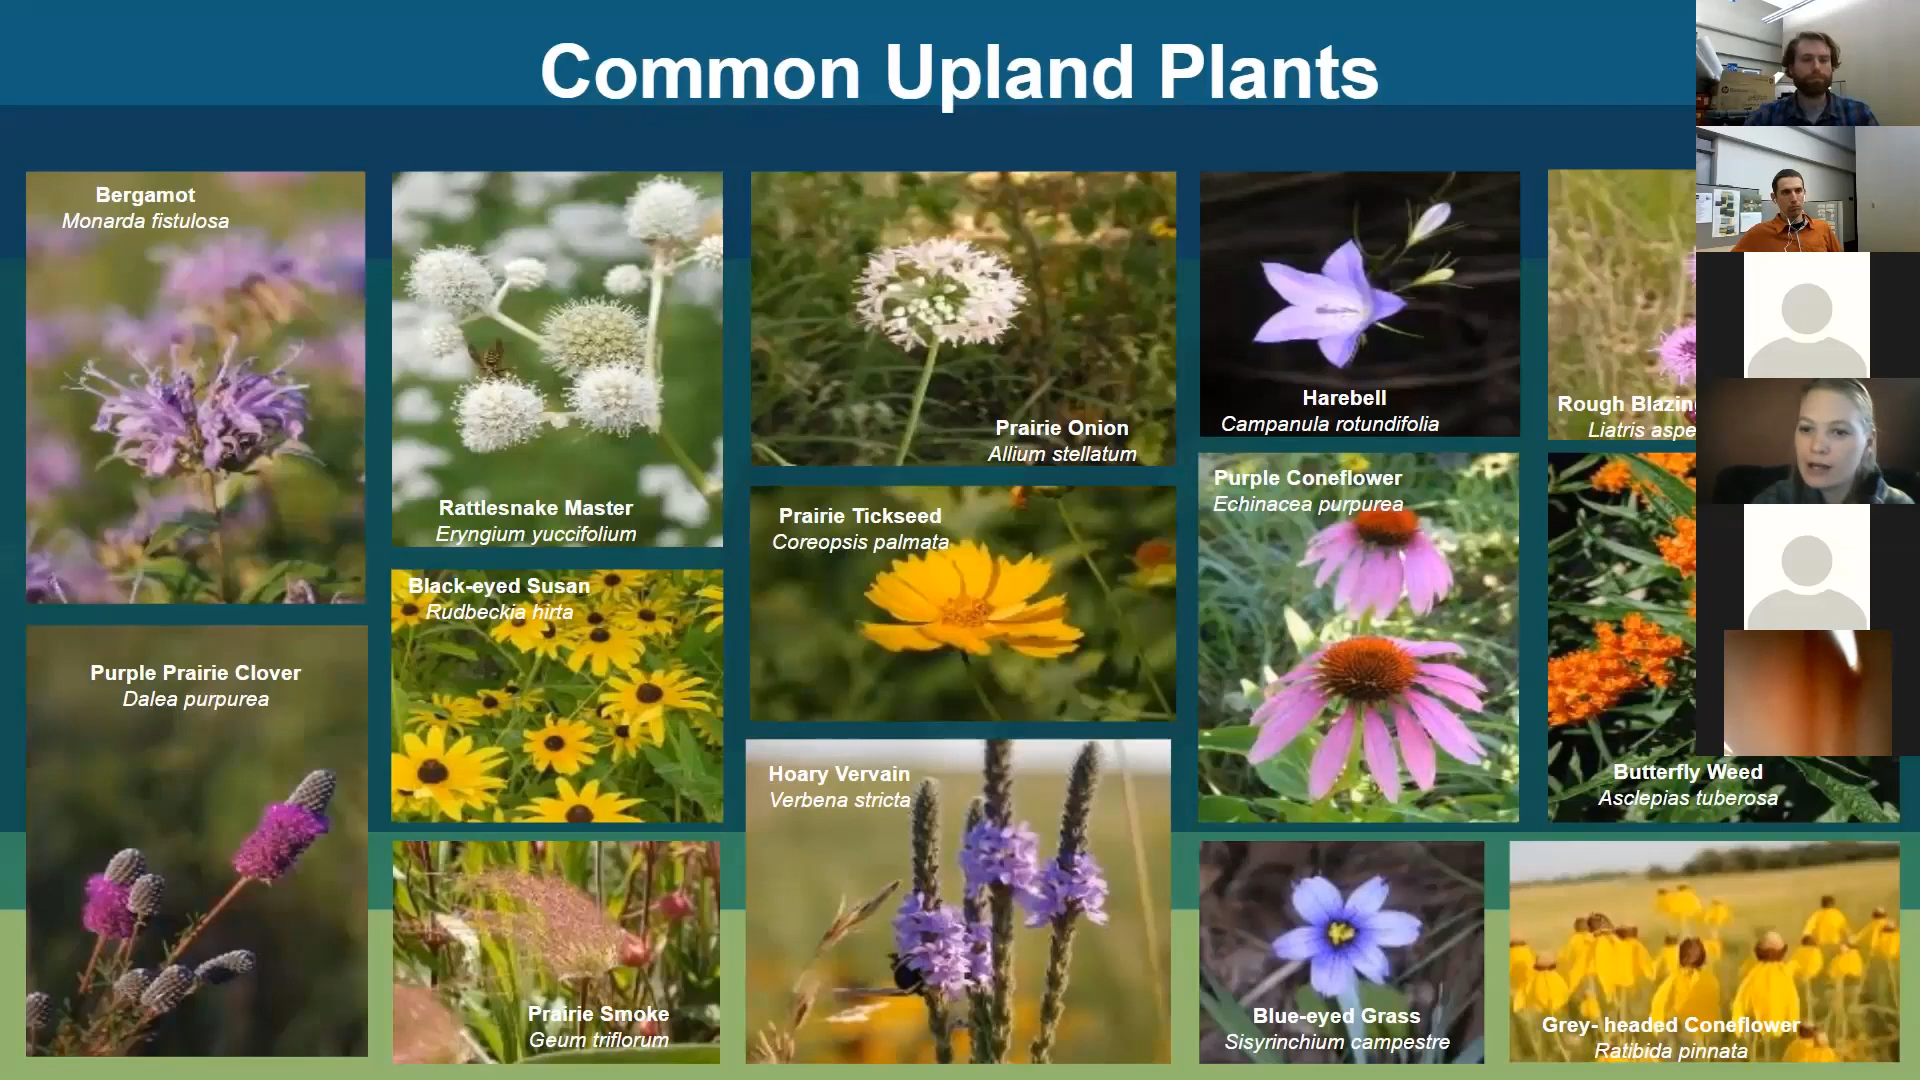 Common Upland Plants
Bergamot
Monarda fistulosa
Rattlesnake Master
Eryngium yuccifolium
Prairie Onion
Allium stellatum
Harebell
Campanula rotundifolia
Rough Blazin
Liatris aspe
Purple Coneflower
Echinacea purpurea
Prairie Tickseed
Coreopsis palmata
Black-eyed Susan
Rudbeckia hirta
Purple Prairie Clover
Dalea purpurea
Hoary Vervain
Verbena stricta
Butterfly Weed
Asclepias tuberosa
Prairie Smoke
Geum triflorum
Blue-eyed Grass
Sisyrinchium campestre
Grey- headed Coneflower
Ratibida pinnata